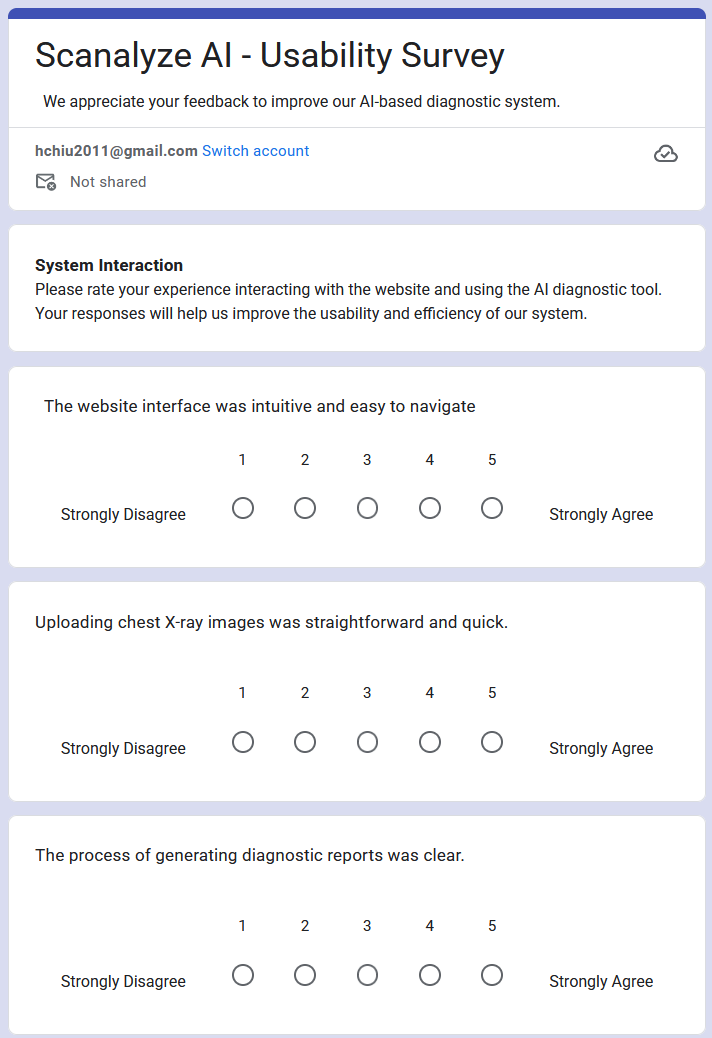 Scanalyze AI - Usability Survey
We appreciate your feedback to improve our AI-based diagnostic system.
hchiu2011@gmail.com Switch account
Not shared
System Interaction
Please rate your experience interacting with the website and using the AI diagnostic tool.
Your responses will help us improve the usability and efficiency of our system.
The website interface was intuitive and easy to navigate
1 2 3 4 5
Strongly Disagree Strongly Agree
Uploading chest X-ray images was straightforward and quick.
1 2 3 4 5
Strongly Disagree Strongly Agree
The process of generating diagnostic reports was clear.
1 2 3 4 5
Strongly Disagree Strongly Agree